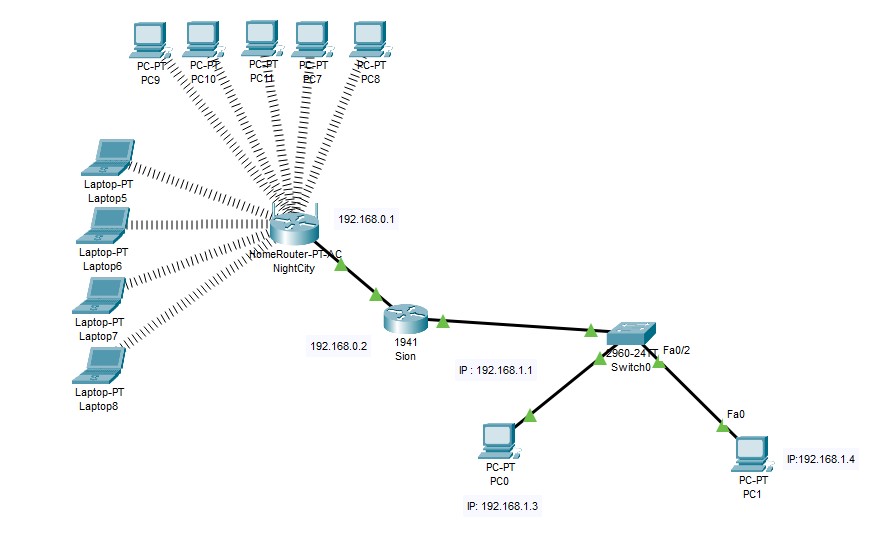 PC-PT
PC9
PC-PT
PC10
PC-PT
PC11
PC-PT
PC7
PC-PT
PC8
Laptop-PT
Laptop5
Laptop-PT
Laptop6
Laptop-PT
Laptop7
Laptop-PT
Laptop8
192.168.0.1
HomeRouter-PT-AC
NightCity
192.168.0.2
1941
Sion
IP : 192.168.1.1
2960-24TT
Switch0
Fa0/2
Fa0
PC-PT
PC0
IP: 192.168.1.3
PC-PT
PC1
IP:192.168.1.4